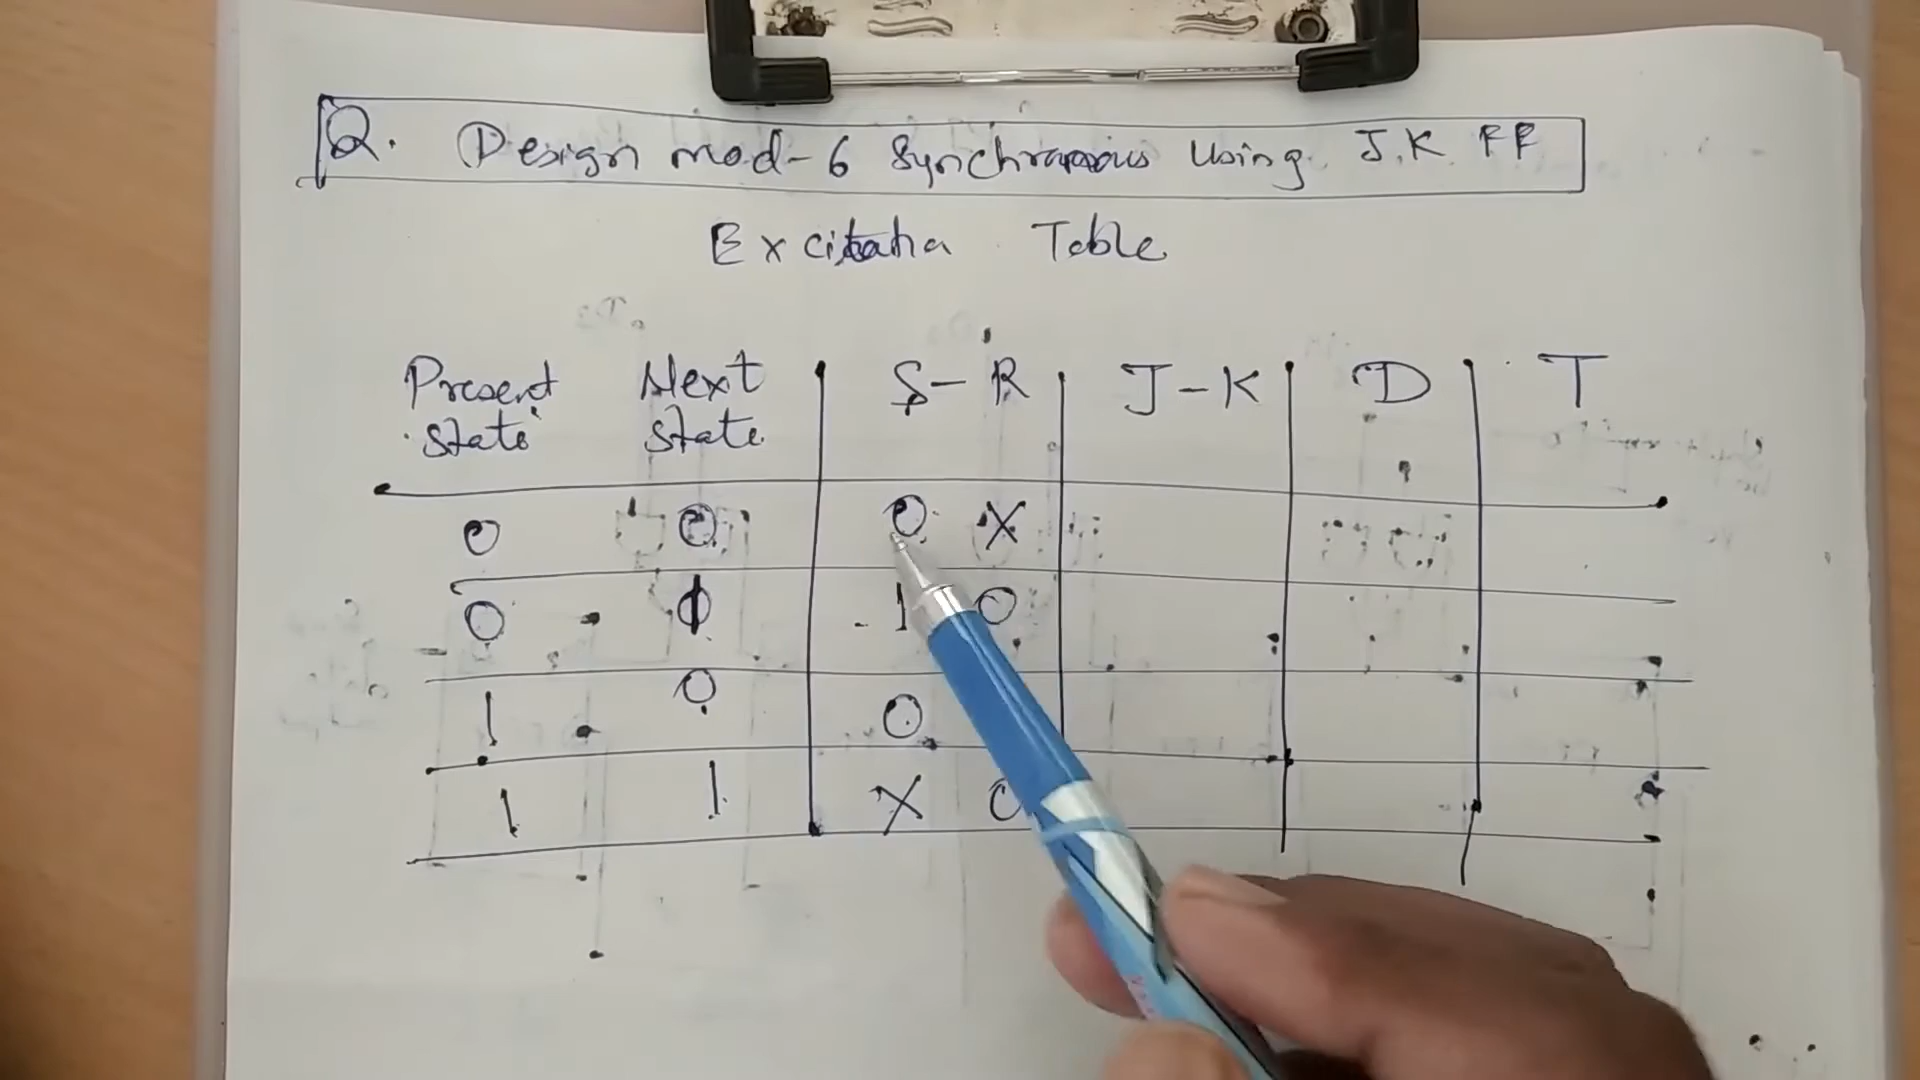 Q. Design mod-6 Synchronous Using J.K FF
Excitation Table
Present state Next state S-R J-K D T
0 0 0 X
0 1 1 0
1 0 0
1 1 X 0